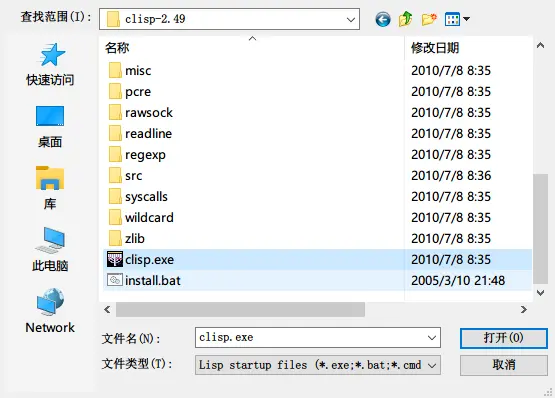 查找范围(I): clisp-2.49
名称 修改日期
misc 2010/7/8 8:35
pcre 2010/7/8 8:35
rawsock 2010/7/8 8:35
readline 2010/7/8 8:35
regexp 2010/7/8 8:35
src 2010/7/8 8:36
syscalls 2010/7/8 8:35
wildcard 2010/7/8 8:35
zlib 2010/7/8 8:35
clisp.exe 2010/7/8 8:35
install.bat 2005/3/10 21:48
快速访问
桌面
库
此电脑
Network
文件名(N): clisp.exe 打开(O)
文件类型(T): Lisp startup files (*.exe;*.bat;*.cmd 取消